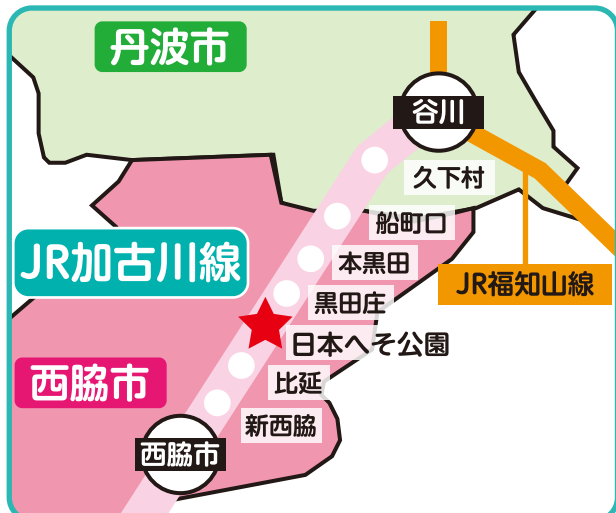 丹波市
谷川
久下村
船町口
本黒田
JR加古川線
JR福知山線
黒田庄
日本へそ公園
西脇市
比延
新西脇
西脇市